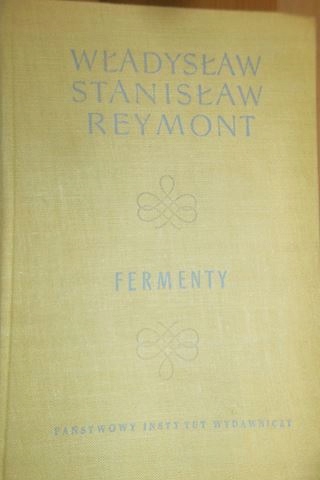 WŁADYSŁAW
STANISŁAW
REYMONT
FERMENTY
PAŃSTWOWY INSTYTUT WYDAWNICZY